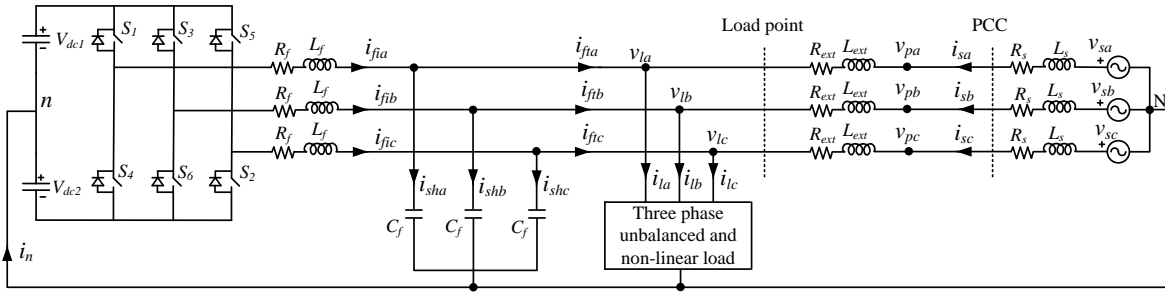 Load point PCC
V_dc1 S_1 S_3 S_5 R_f L_f i_fia i_fta v_la R_ext L_ext v_pa i_sa R_s L_s v_sa
n R_f L_f i_fib i_ftb v_lb R_ext L_ext v_pb i_sb R_s L_s v_sb N
R_f L_f i_fic i_ftc v_lc R_ext L_ext v_pc i_sc R_s L_s v_sc
V_dc2 S_4 S_6 S_2 i_sha i_shb i_shc i_la i_lb i_lc
C_f C_f C_f
Three phase
unbalanced and
non-linear load
i_n